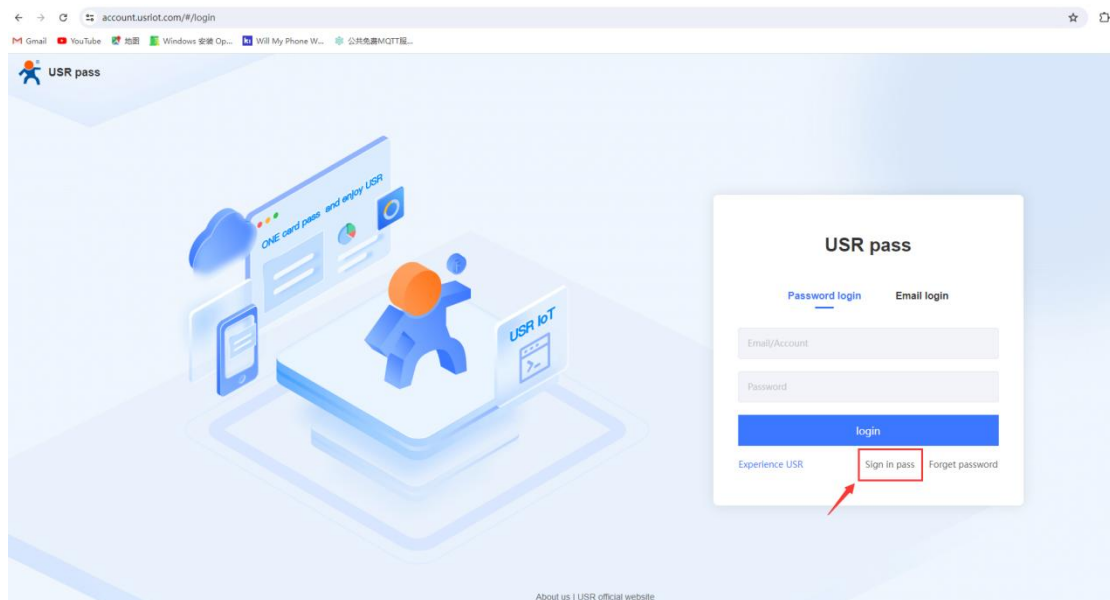 account.usriot.com/#/login
Gmail YouTube 地图 Windows 安装 Op... Will My Phone W... 公共免费MQTT服...
USR pass
ONE card pass and enjoy USR
USR IoT
USR pass
Password login Email login
Email/Account
Password
login
Experience USR Sign in pass Forget password
About us | USR official website